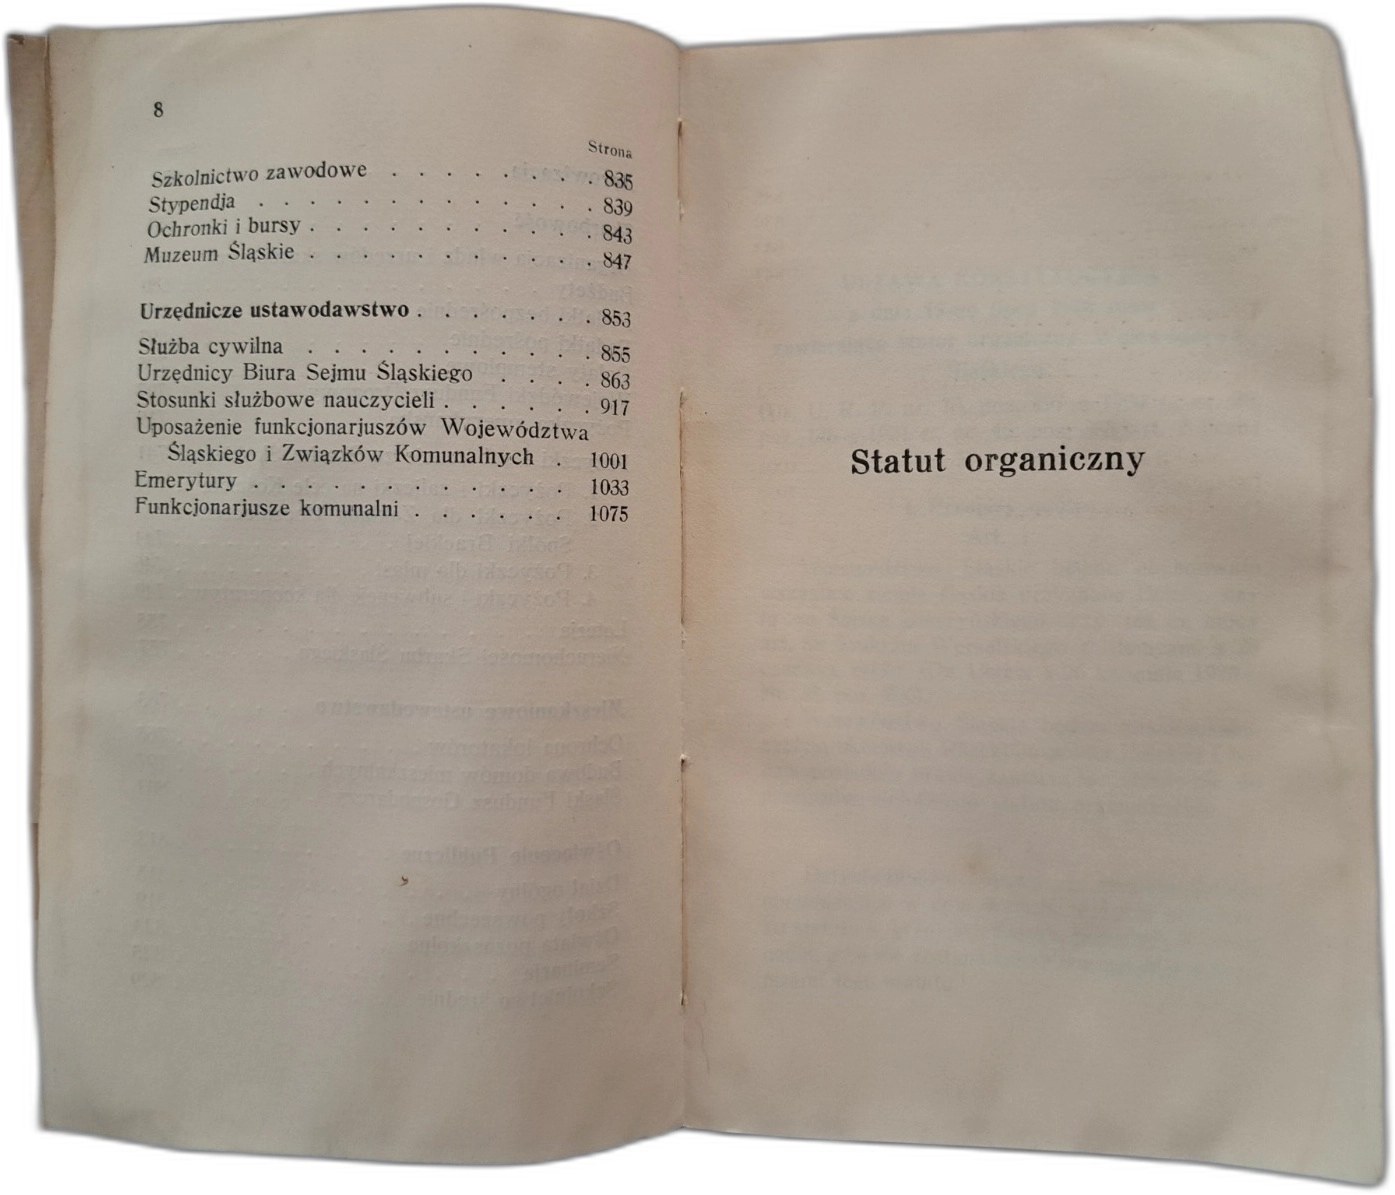 8
Strona
Szkolnictwo zawodowe . . . . . . . . 835
Stypendja . . . . . . . . . . . . . 839
Ochronki i bursy . . . . . . . . . . . 843
Muzeum Śląskie . . . . . . . . . . . 847
Urzędnicze ustawodawstwo . . . . . . . 853
Służba cywilna . . . . . . . . . . . 855
Urzędnicy Biura Sejmu Śląskiego . . . . 863
Stosunki służbowe nauczycieli . . . . . . 917
Uposażenie funkcjonarjuszów Województwa
Śląskiego i Związków Komunalnych . 1001
Emerytury . . . . . . . . . . . . 1033
Funkcjonarjusze komunalni . . . . . . 1075
Statut organiczny